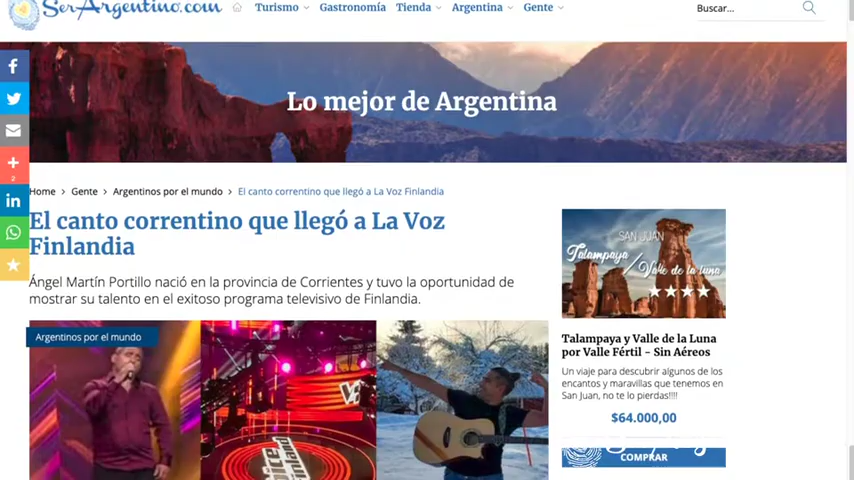 SerArgentino.com
Turismo
Gastronomía
Tienda
Argentina
Gente
Buscar...
Lo mejor de Argentina
2
Home > Gente > Argentinos por el mundo > El canto correntino que llegó a La Voz Finlandia
El canto correntino que llegó a La Voz
Finlandia
Ángel Martín Portillo nació en la provincia de Corrientes y tuvo la oportunidad de
mostrar su talento en el exitoso programa televisivo de Finlandia.
Argentinos por el mundo
Voice
Finland
SAN JUAN
Talampaya /
Valle de la luna
Talampaya y Valle de la Luna
por Valle Fértil - Sin Aéreos
Un viaje para descubrir algunos de los
encantos y maravillas que tenemos en
San Juan, no te lo pierdas!!!!
$64.000,00
COMPRAR